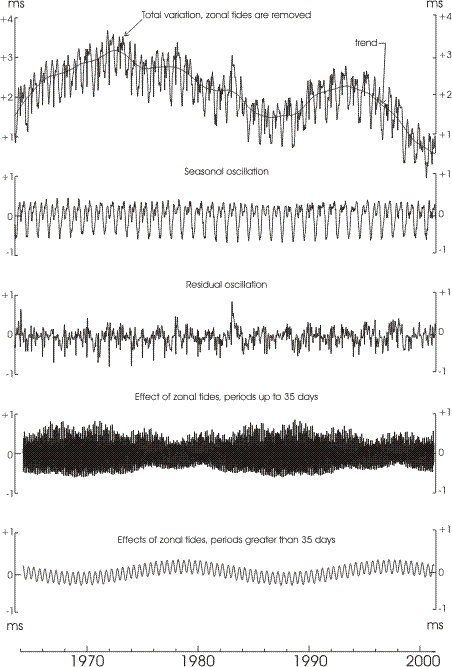 ms
ms
Total variation, zonal tides are removed
+4
+4
trend
+3
+3
+2
+2
+1
+1
Seasonal oscillation
+1
+1
0
0
-1
-1
Residual oscillation
+1
+1
0
0
-1
-1
Effect of zonal tides, periods up to 35 days
+1
+1
0
0
-1
-1
Effects of zonal tides, periods greater than 35 days
+1
+1
0
0
-1
-1
ms
ms
1970 1980 1990 2000